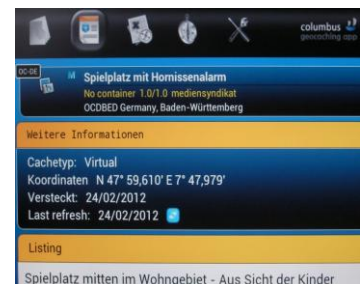 columbus
geocaching app
OC-DE
M Spielplatz mit Hornissenalarm
No container 1.0/1.0 mediensyndikat
OCDBED Germany, Baden-Württemberg
Weitere Informationen
Cachetyp: Virtual
Koordinaten N 47° 59,610' E 7° 47,979'
Versteckt: 24/02/2012
Last refresh: 24/02/2012
Listing
Spielplatz mitten im Wohngebiet - Aus Sicht der Kinder